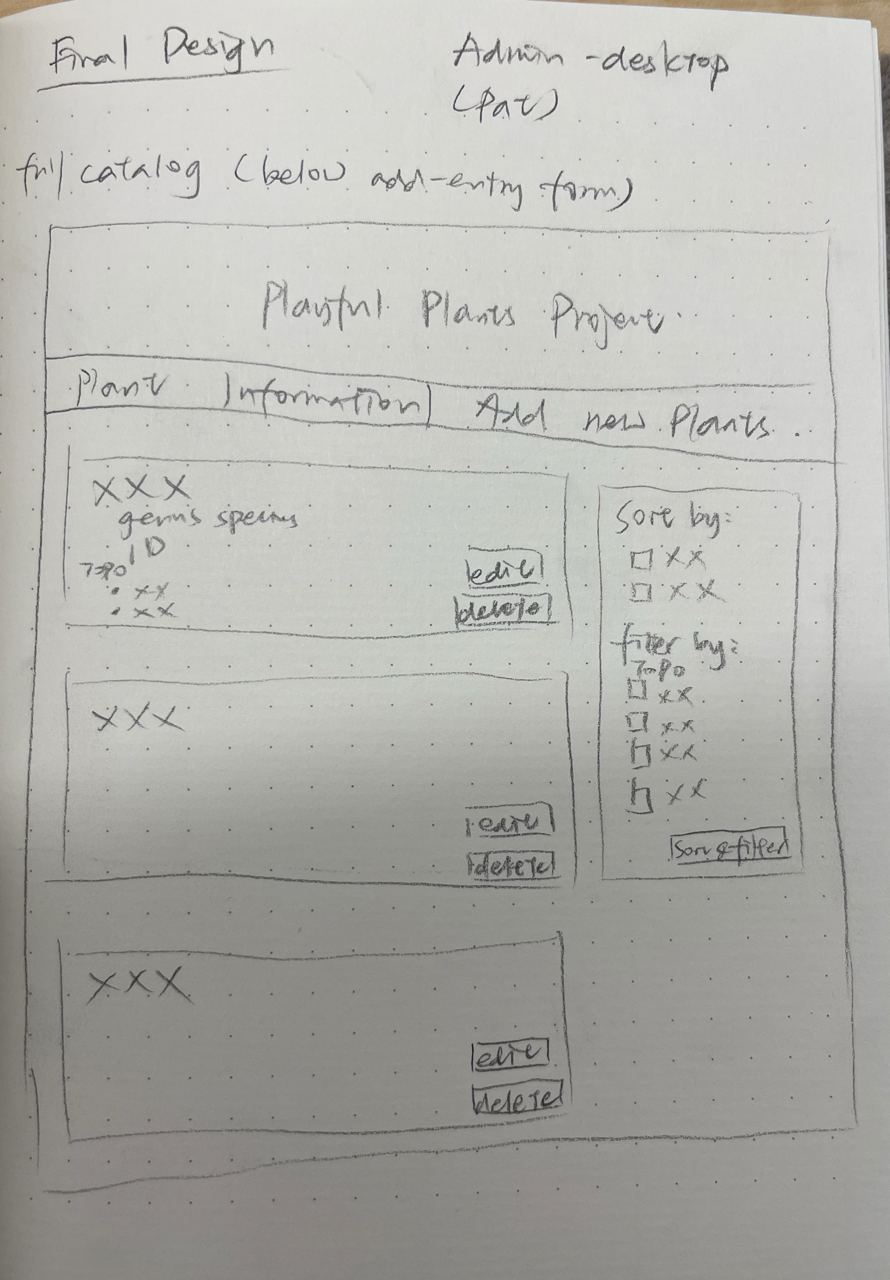 Final Design
Admin -desktop
(Pat)
full catalog (below add-entry form)
Playful Plants Project
Plant Information Add new Plants.
XXX
genus species
ID
• xx
• xx
edit
delete
XXX
edit
delete
XXX
edit
delete
Sort by:
□ XX
□ XX
filter by:
□ xx
□ xx
□ xx
□ xx
sort & filter